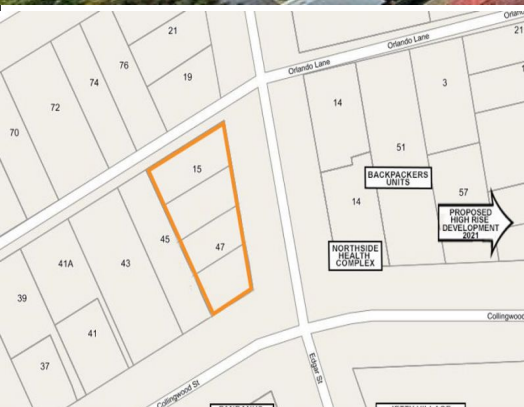 21
76
74
72
70
19
Orlando Lane
Orlando Lane
21
14
3
51
15
BACKPACKERS
UNITS
14
57
PROPOSED
HIGH RISE
DEVELOPMENT
2021
45
47
43
41A
NORTHSIDE
HEALTH
COMPLEX
39
41
37
Collingwood
Edgar St
Collingwood St